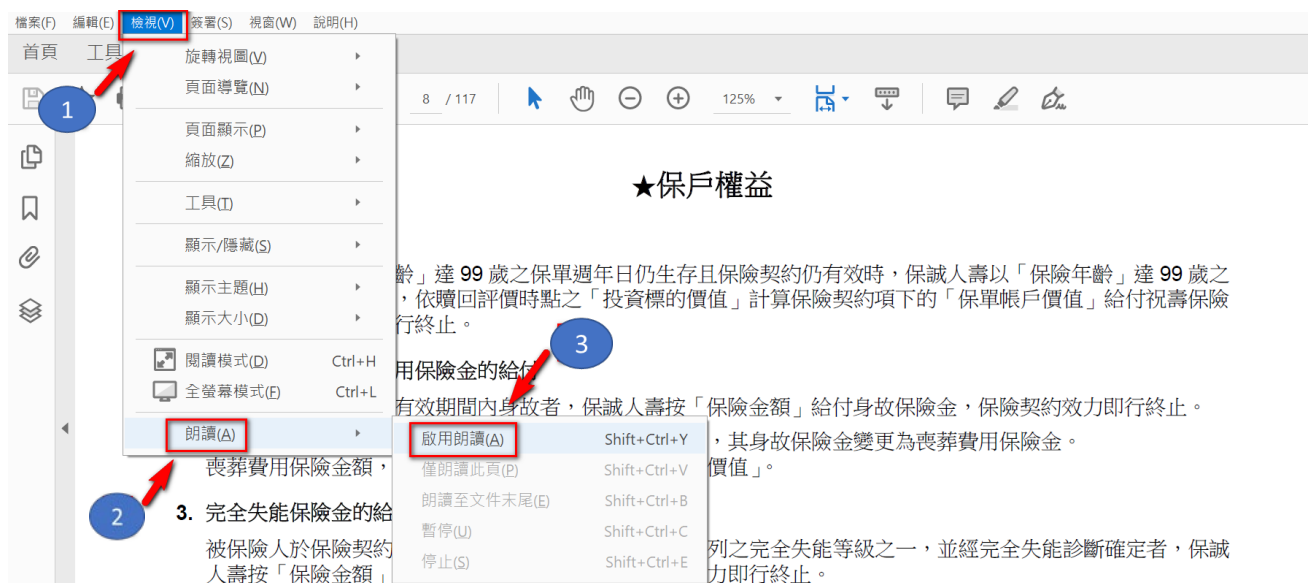 檔案(F) 編輯(E) 檢視(V) 簽署(S) 視窗(W) 說明(H)
首頁 工具
1
8 / 117 125%
旋轉視圖(V)
頁面導覽(N)
頁面顯示(P)
縮放(Z)
工具(T)
顯示/隱藏(S)
顯示主題(H)
顯示大小(D)
閱讀模式(D) Ctrl+H
全螢幕模式(F) Ctrl+L
朗讀(A)
2
3
啟用朗讀(A) Shift+Ctrl+Y
僅朗讀此頁(P) Shift+Ctrl+V
朗讀至文件末尾(E) Shift+Ctrl+B
暫停(U) Shift+Ctrl+C
停止(S) Shift+Ctrl+E
★保戶權益
齡」達 99 歲之保單週年日仍生存且保險契約仍有效時，保誠人壽以「保險年齡」達 99 歲之
，依贖回評價時點之「投資標的價值」計算保險契約項下的「保單帳戶價值」給付祝壽保險
行終止。
用保險金的給付
有效期間內身故者，保誠人壽按「保險金額」給付身故保險金，保險契約效力即行終止。
，其身故保險金變更為喪葬費用保險金。
喪葬費用保險金額， 價值」。
3. 完全失能保險金的給
被保險人於保險契約 列之完全失能等級之一，並經完全失能診斷確定者，保誠
人壽按「保險金額」 力即行終止。